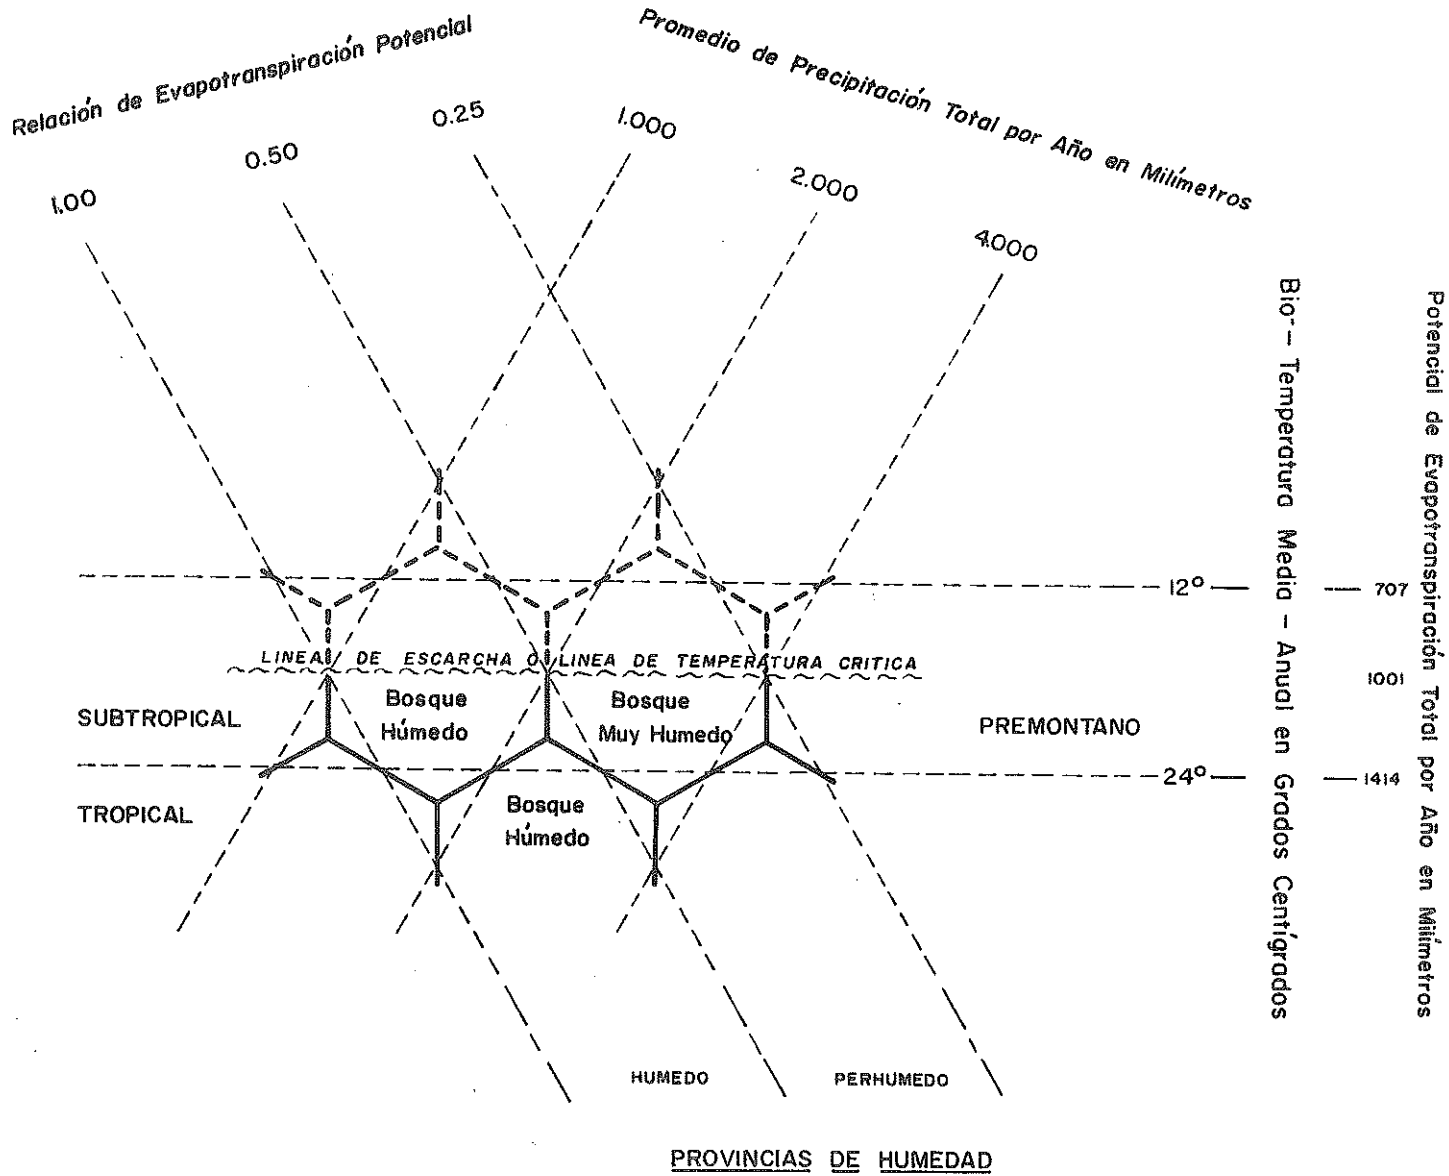 Relación de Evapotranspiración Potencial
Promedio de Precipitación Total por Año en Milímetros
1.00
0.50
0.25
1.000
2.000
4.000
Bio-- Temperatura Media - Anual en Grados Centígrados
Potencial de Evapotranspiración Total por Año en Milímetros
12°
707
LINEA DE ESCARCHA O LINEA DE TEMPERATURA CRITICA
1001
SUBTROPICAL
Bosque
Húmedo
Bosque
Muy Humedo
PREMONTANO
24°
1414
TROPICAL
Bosque
Húmedo
HUMEDO
PERHUMEDO
PROVINCIAS DE HUMEDAD